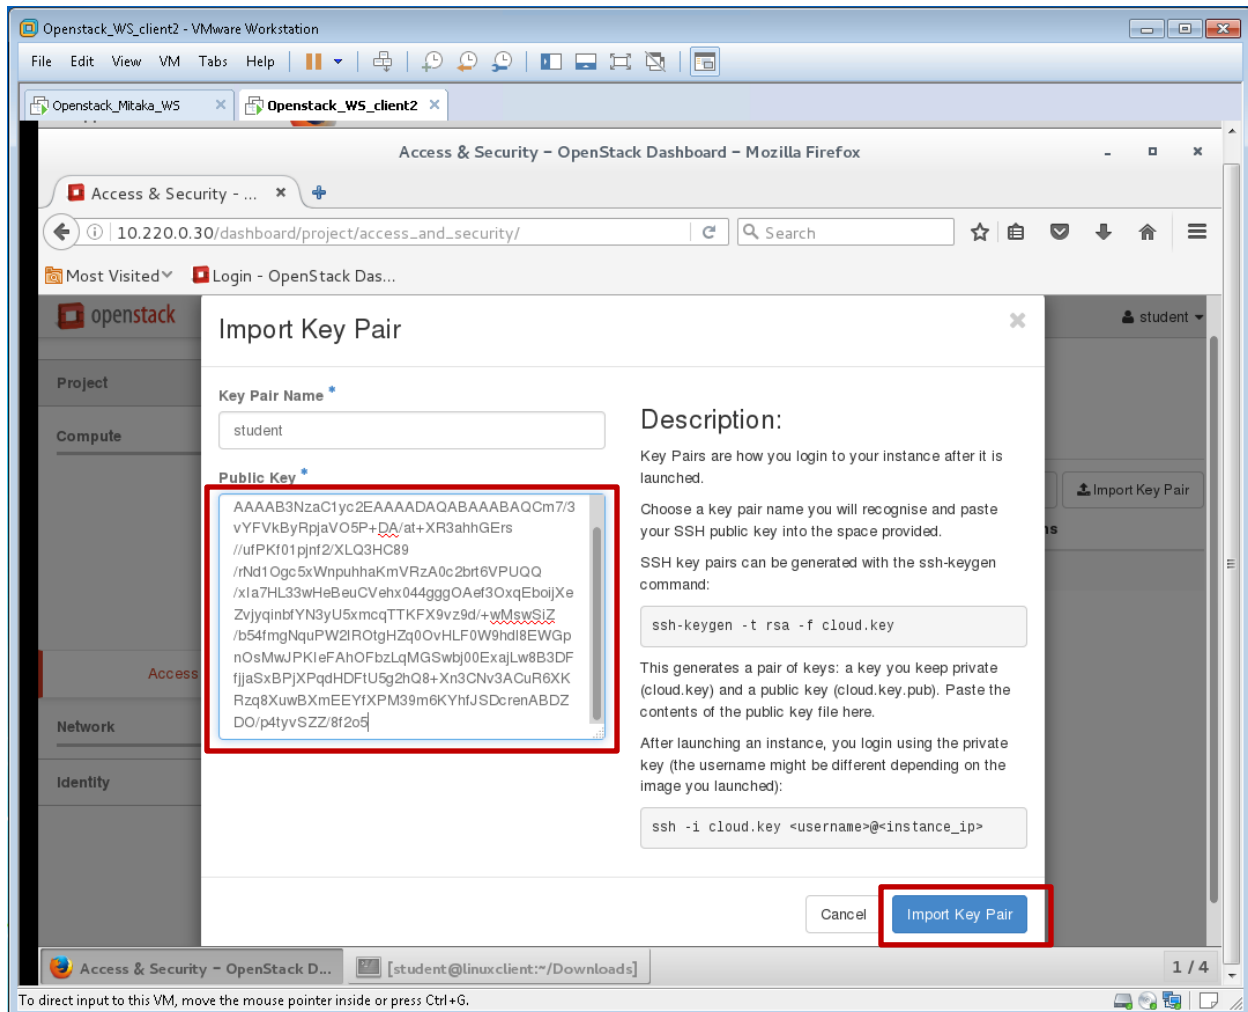 Openstack_WS_client2 - VMware Workstation
File Edit View VM Tabs Help
Openstack_Mitaka_WS
Openstack_WS_client2
Access & Security - OpenStack Dashboard - Mozilla Firefox
Access & Security - ...
10.220.0.30/dashboard/project/access_and_security/
Search
Most Visited
Login - OpenStack Das...
openstack
student
Import Key Pair
Project
Compute
Access
Network
Identity
Key Pair Name *
student
Public Key *
AAAAB3NzaC1yc2EAAAADAQABAAABAQCm7/3
vYFVkByRpjaVO5P+DA/at+XR3ahhGErs
//ufPKf01pjnf2/XLQ3HC89
/rNd1Ogc5xWnpuhhaKmVRzA0c2brt6VPUQQ
/xIa7HL33wHeBeuCVehx044gggOAef3OxqEboijXe
ZvjyqinbfYN3yU5xmcqTTKFX9vz9d/+wMswSiZ
/b54fmgNquPW2IROtgHZq0OvHLF0W9hdI8EWGp
nOsMwJPKIeFAhOFbzLqMGSwbj00ExajLw8B3DF
fjjaSxBPjXPqdHDFtU5g2hQ8+Xn3CNv3ACuR6XK
Rzq8XuwBXmEEYfXPM39m6KYhfJSDcrenABDZ
DO/p4tyvSZZ/8f2o5
Description:
Key Pairs are how you login to your instance after it is
launched.
Choose a key pair name you will recognise and paste
your SSH public key into the space provided.
SSH key pairs can be generated with the ssh-keygen
command:
ssh-keygen -t rsa -f cloud.key
This generates a pair of keys: a key you keep private
(cloud.key) and a public key (cloud.key.pub). Paste the
contents of the public key file here.
After launching an instance, you login using the private
key (the username might be different depending on the
image you launched):
ssh -i cloud.key <username>@<instance_ip>
Import Key Pair
Cancel
Import Key Pair
Access & Security - OpenStack D...
[student@linuxclient:~/Downloads]
1 / 4
To direct input to this VM, move the mouse pointer inside or press Ctrl+G.